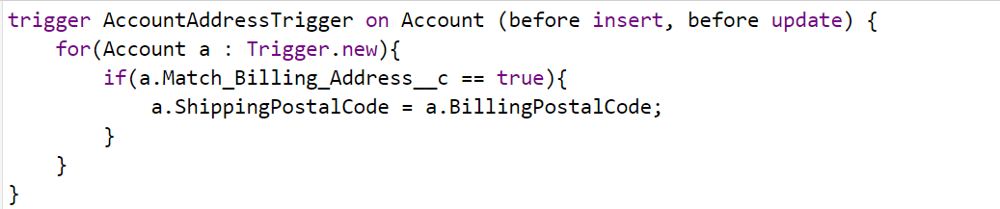 trigger AccountAddressTrigger on Account (before insert, before update) {
    for(Account a : Trigger.new){
        if(a.Match_Billing_Address__c == true){
            a.ShippingPostalCode = a.BillingPostalCode;
        }
    }
}